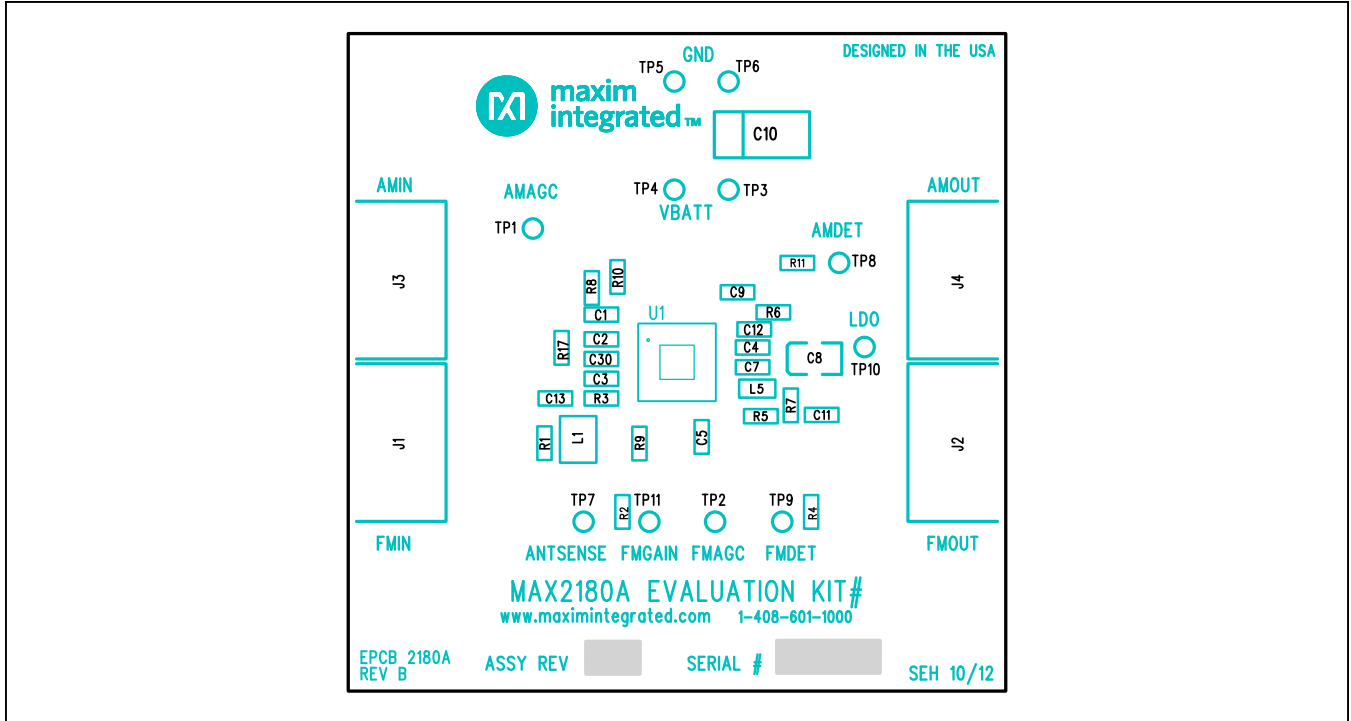 GND
DESIGNED IN THE USA
TP5
TP6
maxim
integrated™
C10
AMIN
AMAGC
TP4
TP3
VBATT
AMOUT
TP1
AMDET
R11
TP8
J3
J4
R8
R10
C9
C1
U1
R6
LDO
C12
R17
C2
C4
C30
C7
C8
TP10
C3
L5
C13
R3
R5
R7
C11
J1
R1
L1
R9
C5
J2
TP7
R2
TP11
TP2
TP9
R4
FMIN
ANTSENSE
FMGAIN
FMAGC
FMDET
FMOUT
MAX2180A EVALUATION KIT#
www.maximintegrated.com 1-408-601-1000
EPCB 2180A
REV B
ASSY REV
SERIAL #
SEH 10/12